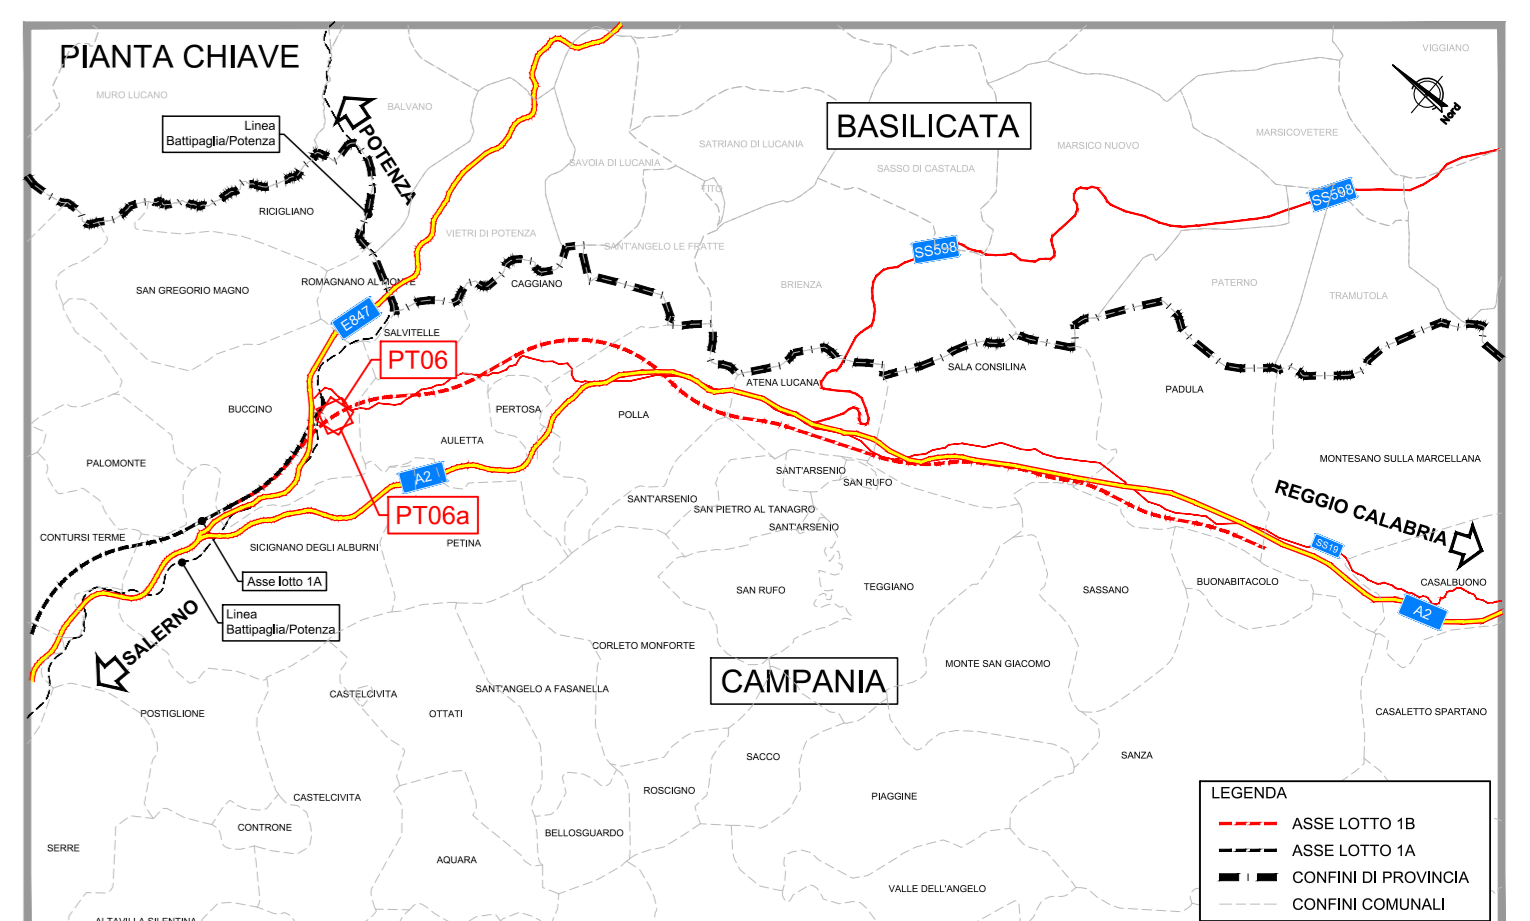 PIANTA CHIAVE
VIGGIANO
MURO LUCANO
BALVANO
Nord
Linea
Battipaglia/Potenza
POTENZA
BASILICATA
MARSICOVETERE
SATRIANO DI LUCANIA
MARSICO NUOVO
SAVOIA DI LUCANIA
SASSO DI CASTALDA
TITO
SS598
RICIGLIANO
VIETRI DI POTENZA
SANT'ANGELO LE FRATTE
SS598
SAN GREGORIO MAGNO
ROMAGNANO AL MONTE
CAGGIANO
BRIENZA
PATERNO
TRAMUTOLA
E847
SALVITELLE
PT06
SALA CONSILINA
ATENA LUCANA
PADULA
BUCCINO
PERTOSA
POLLA
AULETTA
PALOMONTE
A2
SANT'ARSENIO
SAN RUFO
MONTESANO SULLA MARCELLANA
SANT'ARSENIO
SAN PIETRO AL TANAGRO
SANT'ARSENIO
REGGIO CALABRIA
PT06a
CONTURSI TERME
SICIGNANO DEGLI ALBURNI
PETINA
SS19
Asse lotto 1A
SAN RUFO
TEGGIANO
SASSANO
BUONABITACOLO
CASALBUONO
A2
Linea
Battipaglia/Potenza
SALERNO
CORLETO MONFORTE
MONTE SAN GIACOMO
CAMPANIA
CASTELCIVITA
SANT'ANGELO A FASANELLA
POSTIGLIONE
OTTATI
CASALETTO SPARTANO
SACCO
SANZA
ROSCIGNO
PIAGGINE
CASTELCIVITA
CONTRONE
BELLOSGUARDO
SERRE
AQUARA
VALLE DELL'ANGELO
ALTAVILLA SILENTINA
LEGENDA
ASSE LOTTO 1B
ASSE LOTTO 1A
CONFINI DI PROVINCIA
CONFINI COMUNALI